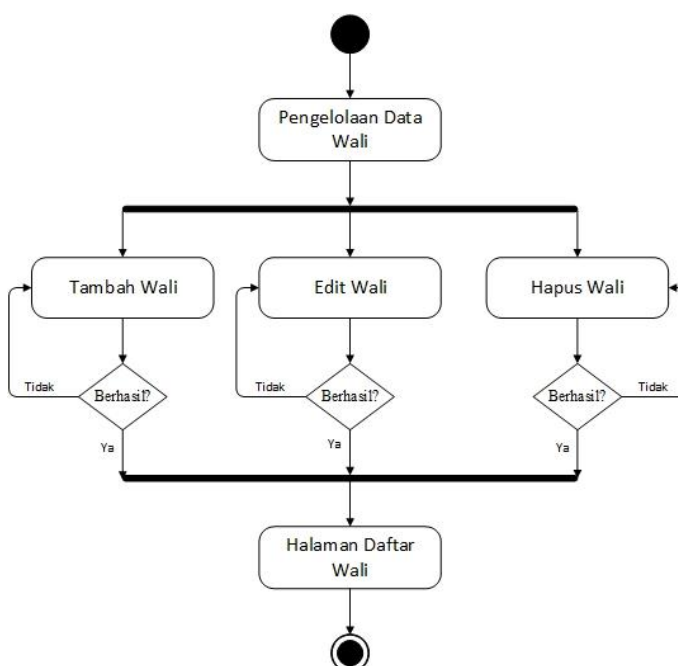 Pengelolaan Data
Wali
Tambah Wali
Edit Wali
Hapus Wali
Tidak
Berhasil?
Tidak
Berhasil?
Berhasil?
Tidak
Ya
Ya
Ya
Halaman Daftar
Wali